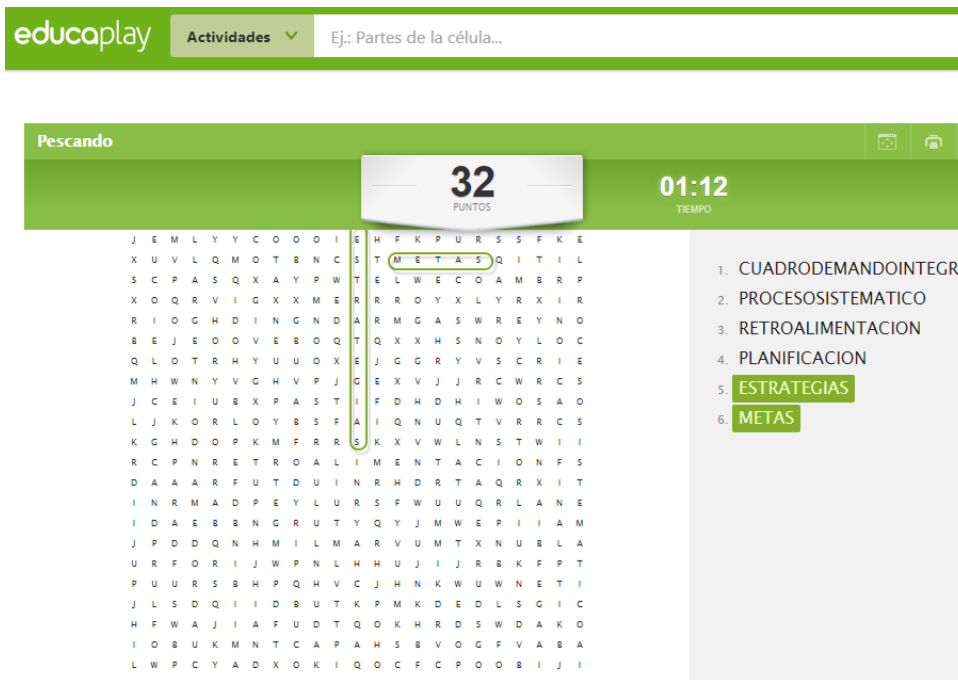 educaplay Actividades Ej.: Partes de la célula...
Pescando
32
PUNTOS
01:12
TIEMPO
J E M L Y Y C O O O I E H F K P U R S S F K E
X U V L Q M O T B N C S T M E T A S Q I T I L
S C P A S Q X A Y P W T E L W E C O A M B R P
X O Q R V I G X X M E R R R O Y X L Y R X I R
R I O G H D I N G N D A R M G A S W R E Y N O
B E J E O O V E B O Q T Q X X H S N O Y L O C
Q L O T R H Y U U O X E J G G R Y V S C R I E
M H W N Y V G H V P J G E X V J J R C W R C S
J C E I U B X P A S T I F D H D H I W O S A O
L J K O R L O Y B S F A I Q N U Q T V R R C S
K G H D O P K M F R R S K X V W L N S T W I I
R C P N R E T R O A L I M E N T A C I O N F S
D A A A R F U T D U I N R H D R T A Q R X I T
I N R M A D P E Y L U R S F W U U Q R L A N E
I D A E B B N G R U T Y Q Y J M W E P I I A M
J P D D Q N H M I L M A R V U M T X N U B L A
U R F O R I J W P N L H H U J I J R B K F P T
P U U R S B H P Q H V C J H N K W U W N E T I
J L S D Q I I D B U T K P M K D E D L S G I C
H F W A J I A F U D T Q O K H R D S W D A K O
I O B U K M N T C A P A H S B V O G F V A B A
L W P C Y A D X O K I Q O C F C P O O B I J I
1. CUADRODEMANDOINTEGR
2. PROCESOSISTEMATICO
3. RETROALIMENTACION
4. PLANIFICACION
5. ESTRATEGIAS
6. METAS